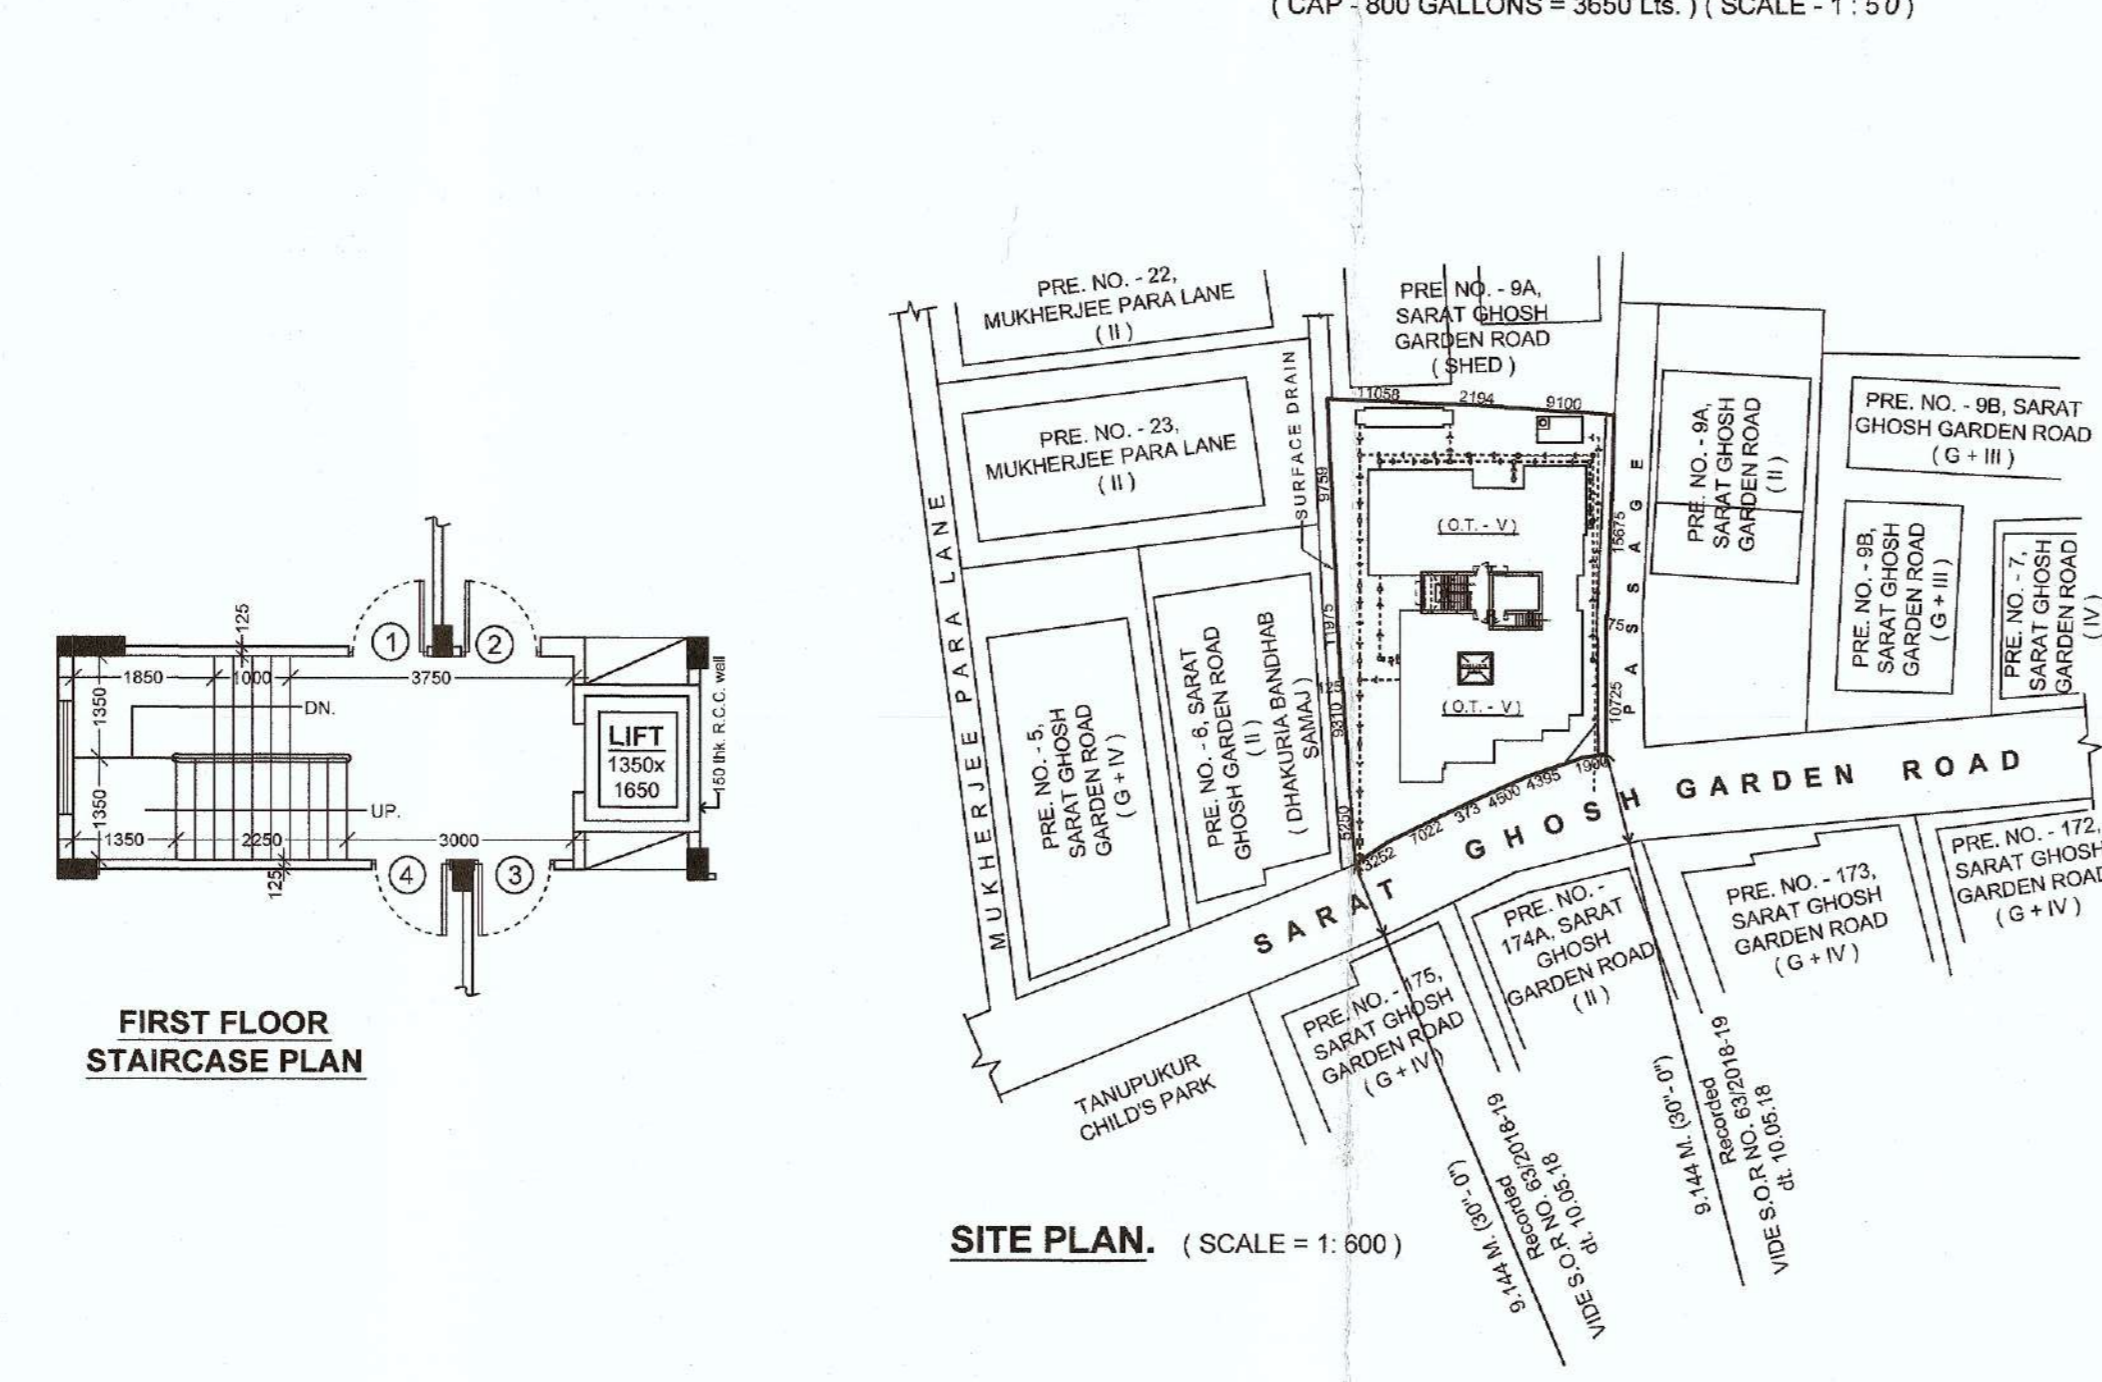 ( CAP - 800 GALLONS = 3650 Lts. ) ( SCALE - 1 : 50 )
125
1
2
1850
1000
3750
1350
DN.
LIFT
1350x
1650
150 thk. R.C.C. wall
1350
UP.
1350
2250
3000
125
4
3
FIRST FLOOR
STAIRCASE PLAN
PRE. NO. - 22,
MUKHERJEE PARA LANE
( II )
PRE. NO. - 9A,
SARAT GHOSH
GARDEN ROAD
( SHED )
PRE. NO. - 23,
MUKHERJEE PARA LANE
( II )
SURFACE DRAIN
MUKHERJEE PARA LANE
11058
2194
9100
9759
11975
125
9310
5250
( O.T. - V )
( O.T. - V )
15675
75
10725
PASSAGE
PRE. NO. - 9A,
SARAT GHOSH
GARDEN ROAD
( II )
PRE. NO. - 9B, SARAT
GHOSH GARDEN ROAD
( G + III )
PRE. NO. - 9B,
SARAT GHOSH
GARDEN ROAD
( G + III )
PRE. NO. - 7,
SARAT GHOSH
GARDEN ROAD
( IV )
PRE. NO. - 5,
SARAT GHOSH
GARDEN ROAD
( G + IV )
PRE. NO. - 6, SARAT
GHOSH GARDEN ROAD
( II )
( DHAKURIA BANDHAB
SAMAJ )
3252
7022
373
4500
4395
1900
SARAT GHOSH GARDEN ROAD
PRE. NO. - 175,
SARAT GHOSH
GARDEN ROAD
( G + IV )
PRE. NO. -
174A, SARAT
GHOSH
GARDEN ROAD
( II )
PRE. NO. - 173,
SARAT GHOSH
GARDEN ROAD
( G + IV )
PRE. NO. - 172,
SARAT GHOSH
GARDEN ROAD
( G + IV )
TANUPUKUR
CHILD'S PARK
9.144 M. (30"- 0")
Recorded
VIDE S.O.R NO. 63/2018-19
dt. 10.05.18
9.144 M. (30"- 0")
Recorded
VIDE S.O.R NO. 63/2018-19
dt. 10.05.18
SITE PLAN. ( SCALE = 1: 600 )